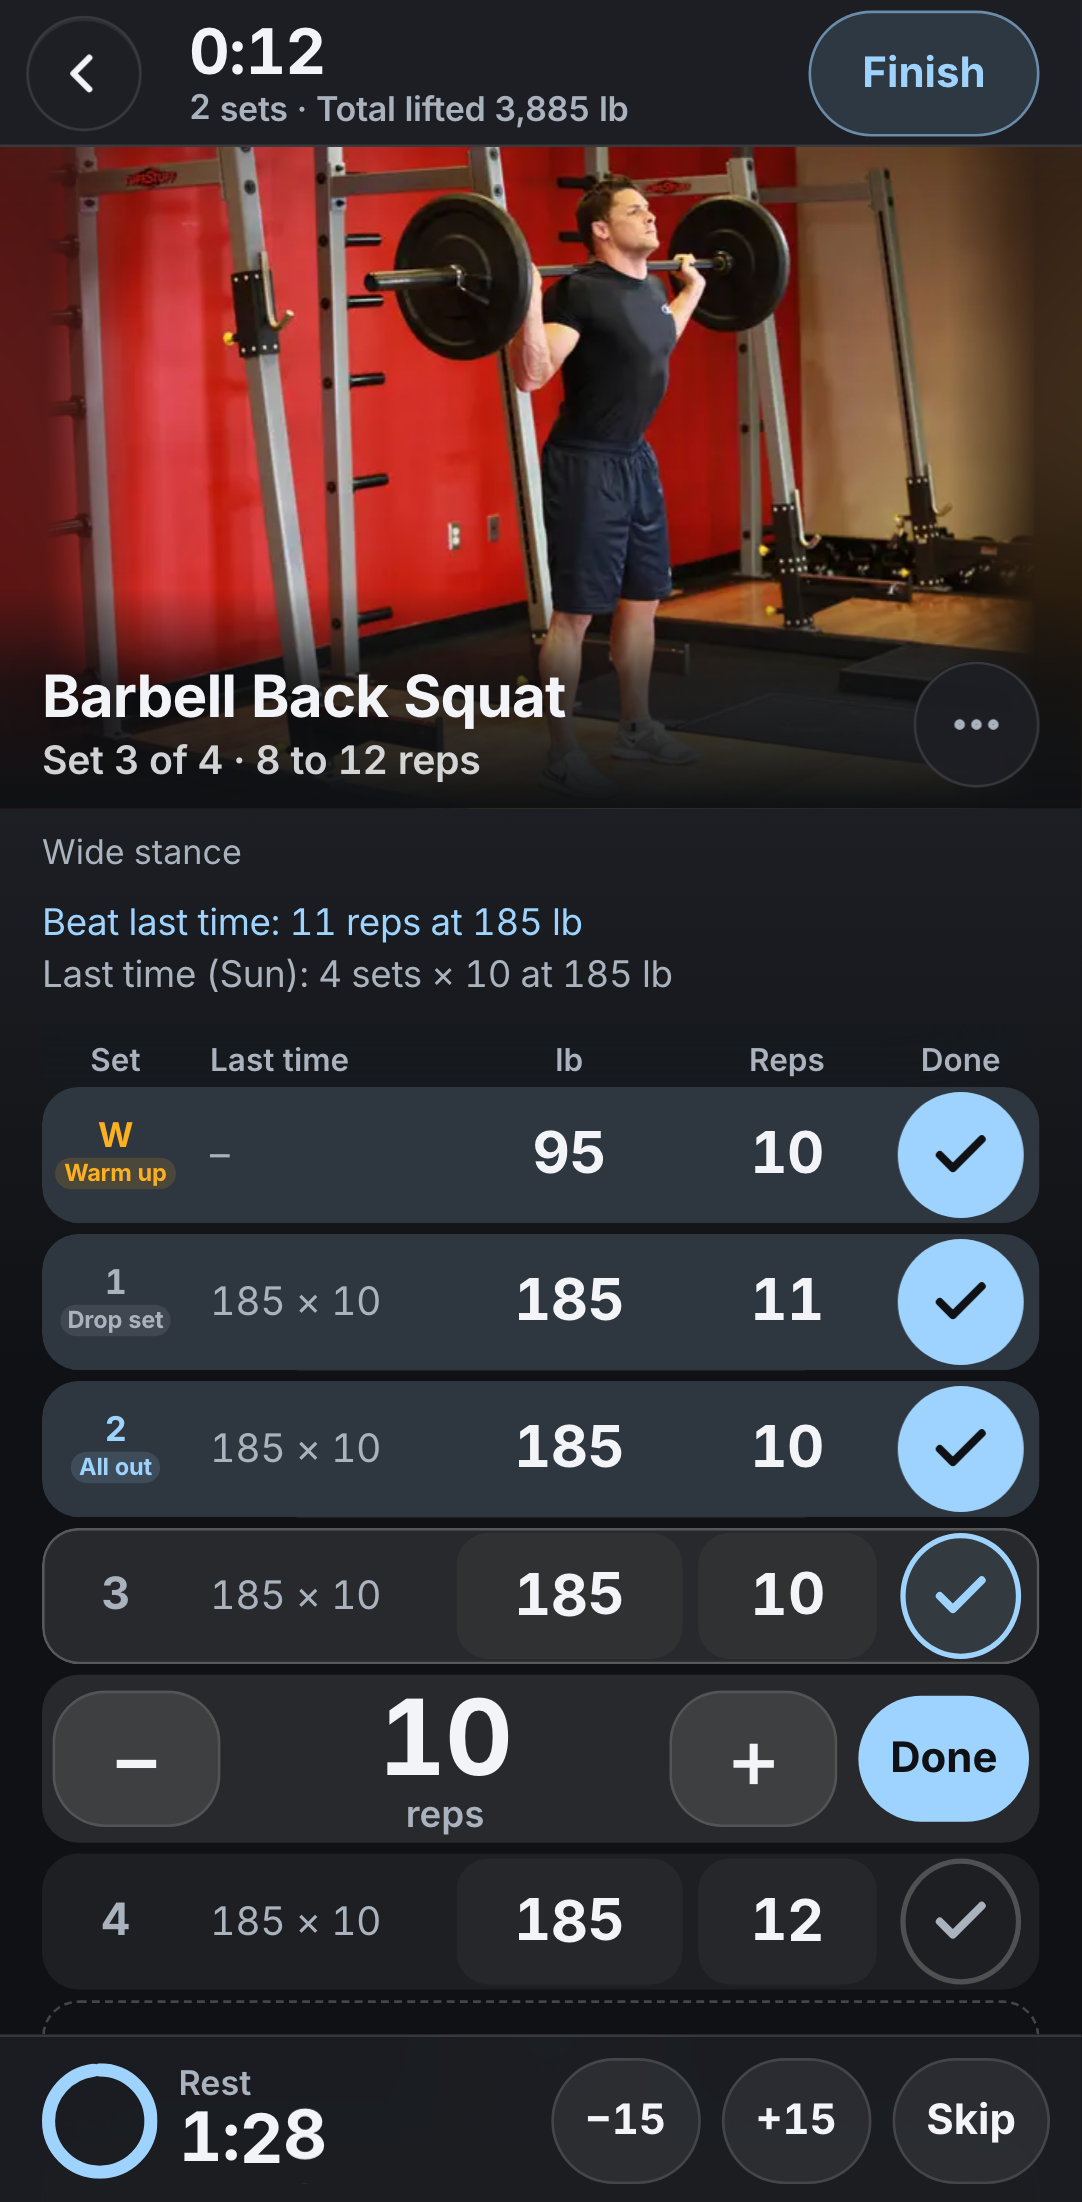 0:12
2 sets · Total lifted 3,885 lb
Finish
Barbell Back Squat
Set 3 of 4 · 8 to 12 reps
Wide stance
Beat last time: 11 reps at 185 lb
Last time (Sun): 4 sets × 10 at 185 lb
Set Last time lb Reps Done
W
Warm up
– 95 10
1
Drop set
185 × 10 185 11
2
All out
185 × 10 185 10
3 185 × 10 185 10
− 10 + Done
reps
4 185 × 10 185 12
Rest
1:28
−15 +15 Skip